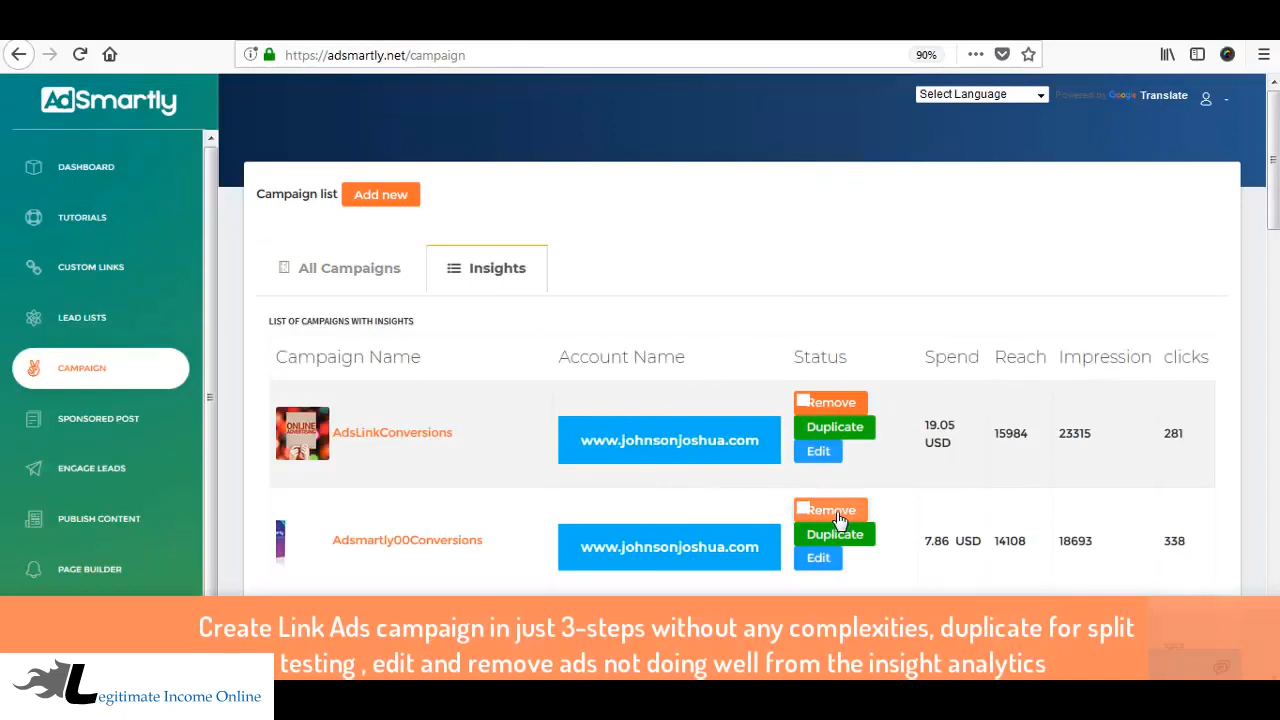 https://adsmartly.net/campaign
90%
AdSmartly
Select Language
Powered by Google Translate
DASHBOARD
TUTORIALS
CUSTOM LINKS
LEAD LISTS
CAMPAIGN
SPONSORED POST
ENGAGE LEADS
PUBLISH CONTENT
PAGE BUILDER
Campaign list Add new
All Campaigns Insights
LIST OF CAMPAIGNS WITH INSIGHTS
Campaign Name Account Name Status Spend Reach Impression clicks
ONLINE
ADVERTISING
AdsLinkConversions www.johnsonjoshua.com Remove 19.05 USD 15984 23315 281
Duplicate
Edit
Adsmartly00Conversions www.johnsonjoshua.com Remove 7.86 USD 14108 18693 338
Duplicate
Edit
Create Link Ads campaign in just 3-steps without any complexities, duplicate for split
testing , edit and remove ads not doing well from the insight analytics
Legitimate Income Online